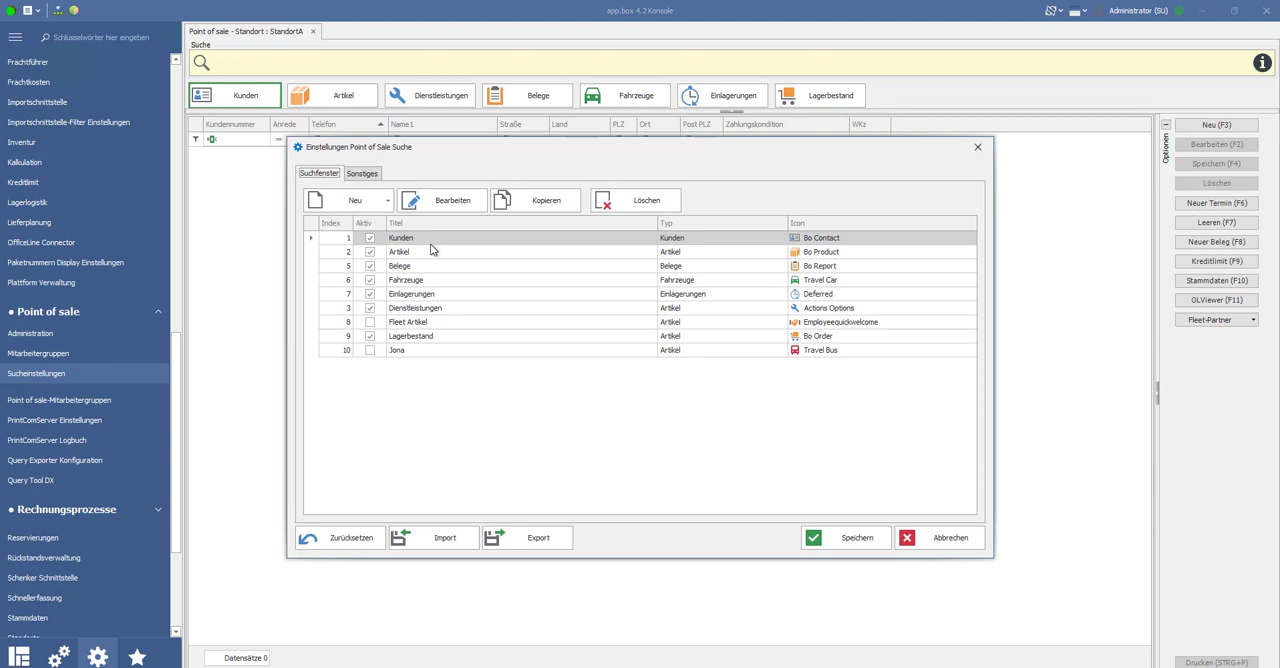 app.box 4.2 Konsole
Administrator (SU)
Schlüsselwörter hier eingeben
Frachtführer
Frachtkosten
Importschnittstelle
Importschnittstelle-Filter Einstellungen
Inventur
Kalkulation
Kreditlimit
Lagerlogistik
Lieferplanung
OfficeLine Connector
Paketnummern Display Einstellungen
Plattform Wartung
Point of sale
Administration
Mitarbeitergruppen
Sucheinstellungen
Point of sale-Mitarbeitergruppen
PrintComServer Einstellungen
PrintComServer Logbuch
Query Exporter Konfiguration
Query Tool DX
Rechnungsprozesse
Reservierungen
Rückstandsverwaltung
Schenker Schnittstelle
Schnellerfassung
Stammdaten
Point of sale - Standort : StandortA
Suche
Kunden Artikel Dienstleistungen Belege Fahrzeuge Einlagerungen Lagerbestand
Kundennummer Anrede Telefon Name1 Straße Land PLZ Ort Post PLZ Zahlungskondition WKz
Einstellungen Point of Sale Suche
Suchfenster Sonstiges
Neu Bearbeiten Kopieren Löschen
Index Aktiv Titel Typ Icon
1 Kunden Kunden Bo Contact
2 Artikel Artikel Bo Product
5 Belege Belege Bo Report
6 Fahrzeuge Fahrzeuge Travel Car
7 Einlagerungen Einlagerungen Deferred
3 Dienstleistungen Artikel Actions Options
8 Fleet Artikel Artikel Employeequickwelcome
9 Lagerbestand Artikel Bo Order
10 Jona Artikel Travel Bus
Zurücksetzen Import Export Speichern Abbrechen
Datensätze 0
Optionen
Neu (F3)
Bearbeiten (F2)
Speichern (F4)
Löschen
Neuer Termin (F6)
Leeren (F7)
Neuer Beleg (F8)
Kreditlimit (F9)
Stammdaten (F10)
OLViewer (F11)
Fleet-Partner
Drucken (STRG+P)